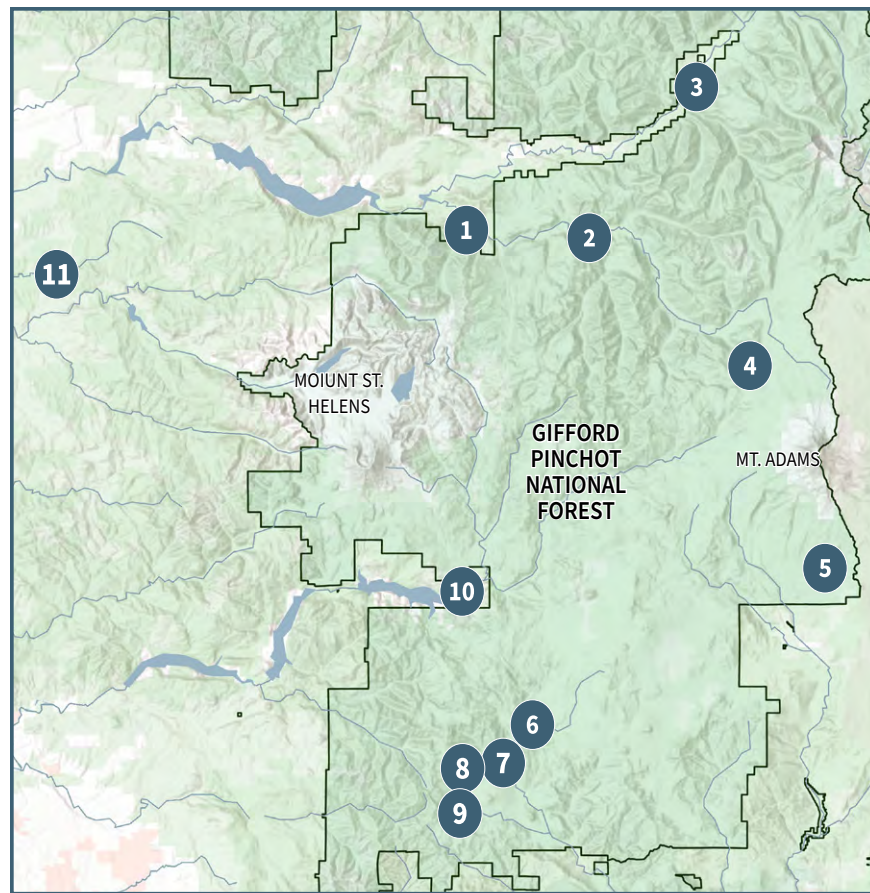 3
1
2
11
4
MOIUNT ST.
HELENS
GIFFORD
PINCHOT
NATIONAL
FOREST
MT. ADAMS
5
10
6
7
8
9